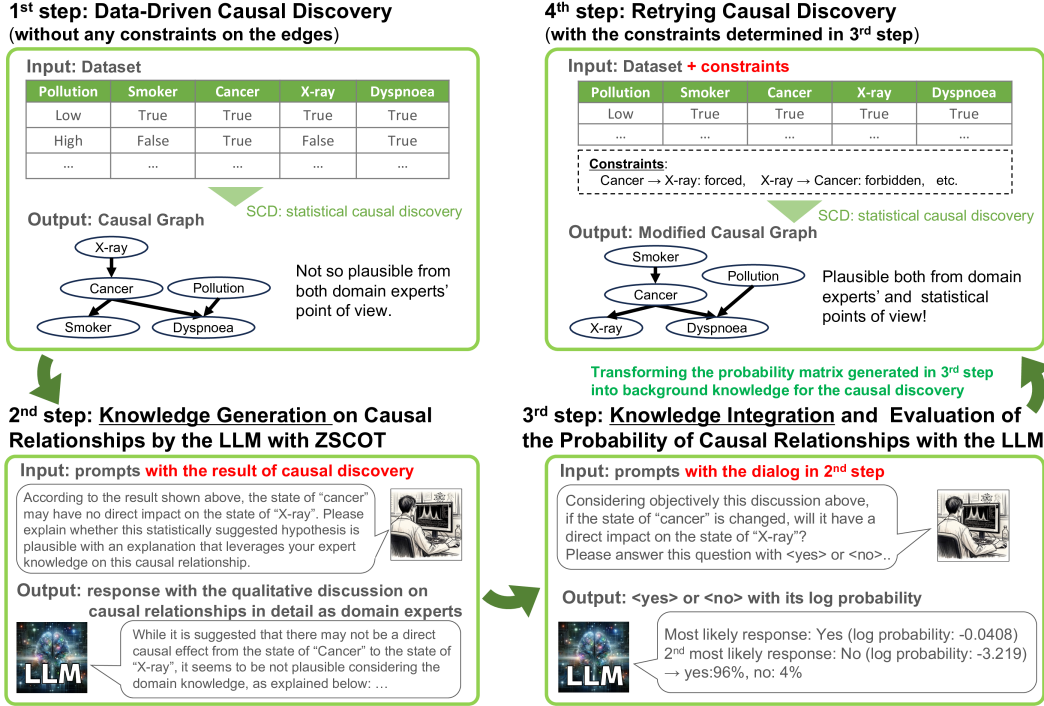 1st step: Data-Driven Causal Discovery
(without any constraints on the edges)
Input: Dataset
Pollution Smoker Cancer X-ray Dyspnoea
Low True True True True
High False True False True
... ... ... ... ...
SCD: statistical causal discovery
Output: Causal Graph
X-ray
Cancer
Pollution
Smoker
Dyspnoea
Not so plausible from
both domain experts'
point of view.
2nd step: Knowledge Generation on Causal
Relationships by the LLM with ZSCOT
Input: prompts with the result of causal discovery
According to the result shown above, the state of "cancer"
may have no direct impact on the state of "X-ray". Please
explain whether this statistically suggested hypothesis is
plausible with an explanation that leverages your expert
knowledge on this causal relationship.
Output: response with the qualitative discussion on
causal relationships in detail as domain experts
LLM
While it is suggested that there may not be a direct
causal effect from the state of "Cancer" to the state of
"X-ray", it seems to be not plausible considering the
domain knowledge, as explained below: …
3rd step: Knowledge Integration and Evaluation of
the Probability of Causal Relationships with the LLM
Input: prompts with the dialog in 2nd step
Considering objectively this discussion above,
if the state of "cancer" is changed, will it have a
direct impact on the state of "X-ray"?
Please answer this question with <yes> or <no>..
Output: <yes> or <no> with its log probability
LLM
Most likely response: Yes (log probability: -0.0408)
2nd most likely response: No (log probability: -3.219)
→ yes:96%, no: 4%
Transforming the probability matrix generated in 3rd step
into background knowledge for the causal discovery
4th step: Retrying Causal Discovery
(with the constraints determined in 3rd step)
Input: Dataset + constraints
Pollution Smoker Cancer X-ray Dyspnoea
Low True True True True
... ... ... ... ...
Constraints:
Cancer → X-ray: forced, X-ray → Cancer: forbidden, etc.
SCD: statistical causal discovery
Output: Modified Causal Graph
Smoker
Pollution
Cancer
X-ray
Dyspnoea
Plausible both from domain
experts' and statistical
points of view!